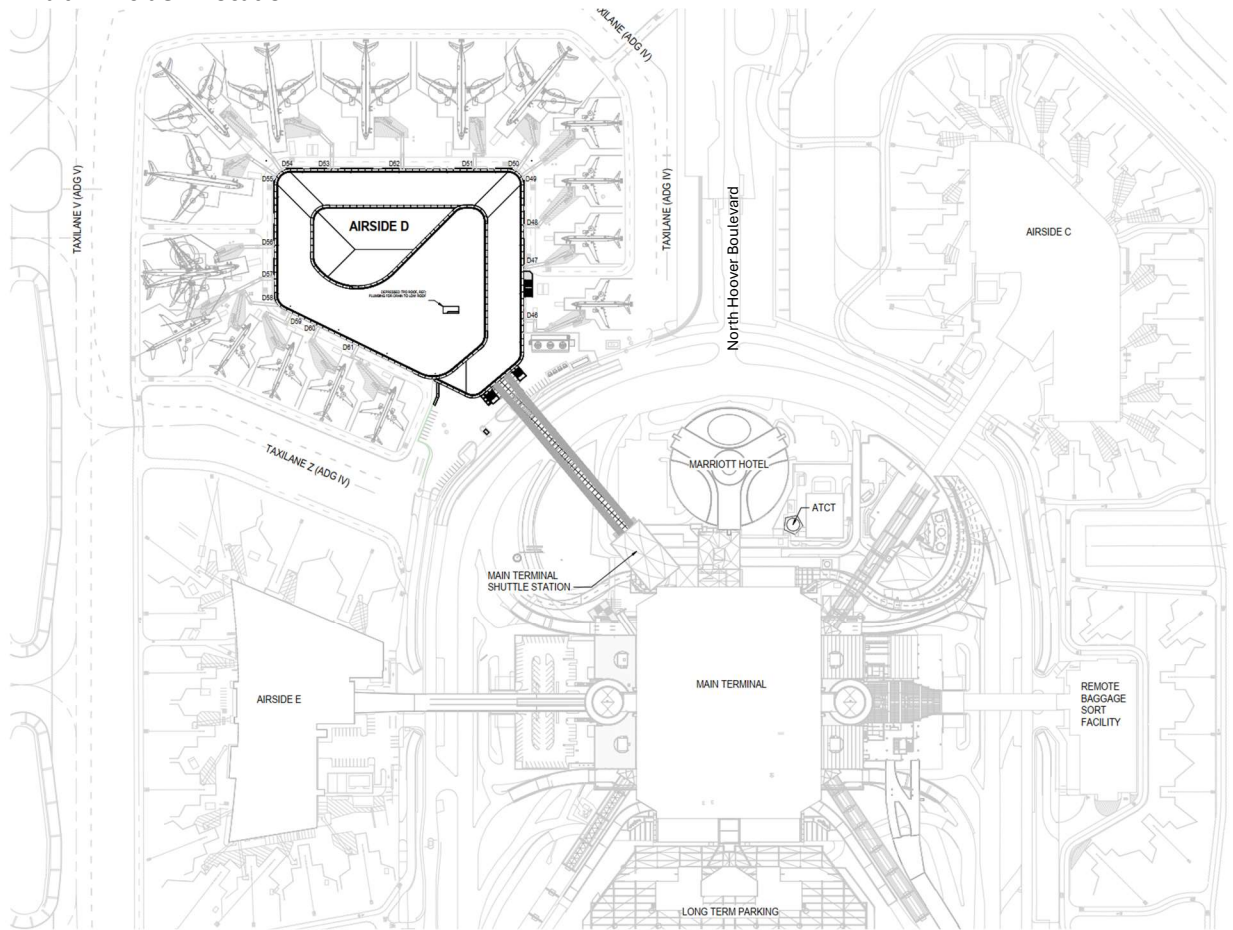 TAXILANE (ADG IV)
D54
D53
D52
D51
D50
D55
D49
TAXILANE V (ADG V)
TAXILANE (ADG IV)
North Hoover Boulevard
AIRSIDE D
D48
AIRSIDE C
D56
D47
D57
D58
D46
D59
D60
D61
TAXILANE Z (ADG IV)
MARRIOTT HOTEL
ATCT
MAIN TERMINAL
SHUTTLE STATION
MAIN TERMINAL
AIRSIDE E
REMOTE
BAGGAGE
SORT
FACILITY
LONG TERM PARKING